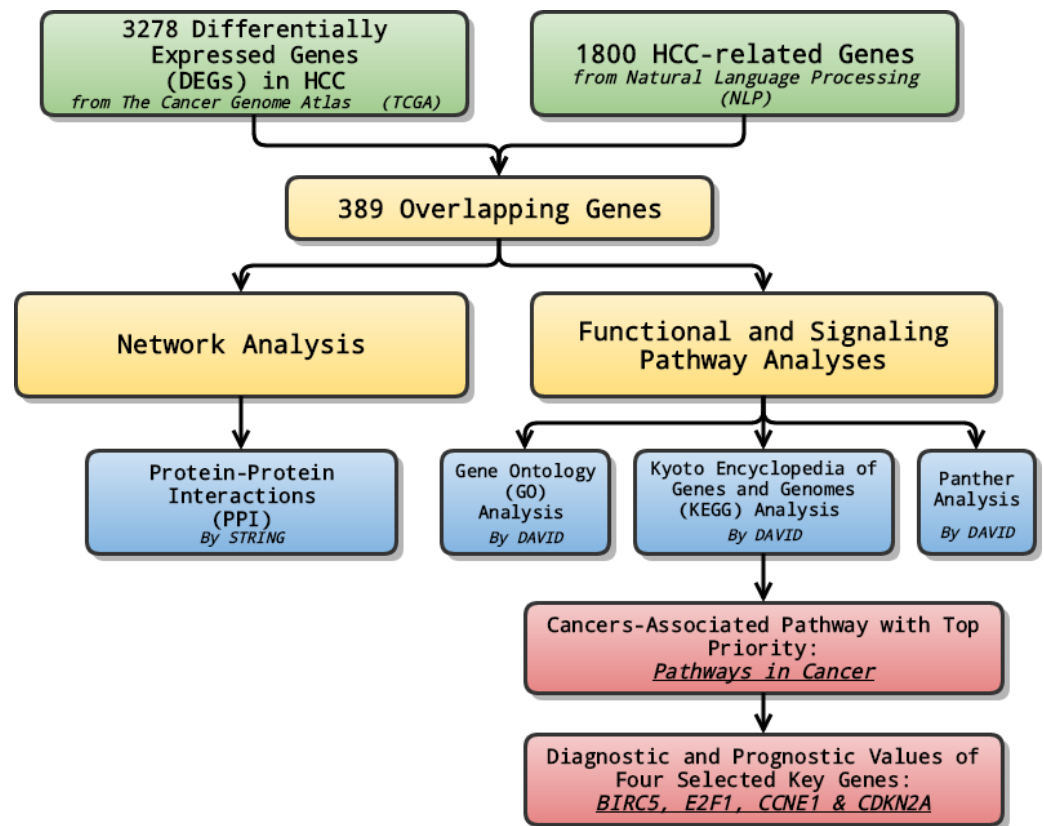 3278 Differentially
Expressed Genes
(DEGs) in HCC
from The Cancer Genome Atlas (TCGA)
1800 HCC-related Genes
from Natural Language Processing
(NLP)
389 Overlapping Genes
Network Analysis
Functional and Signaling
Pathway Analyses
Protein-Protein
Interactions
(PPI)
By STRING
Gene Ontology
(GO)
Analysis
By DAVID
Kyoto Encyclopedia of
Genes and Genomes
(KEGG) Analysis
By DAVID
Panther
Analysis
By DAVID
Cancers-Associated Pathway with Top
Priority:
Pathways in Cancer
Diagnostic and Prognostic Values of
Four Selected Key Genes:
BIRC5, E2F1, CCNE1 & CDKN2A